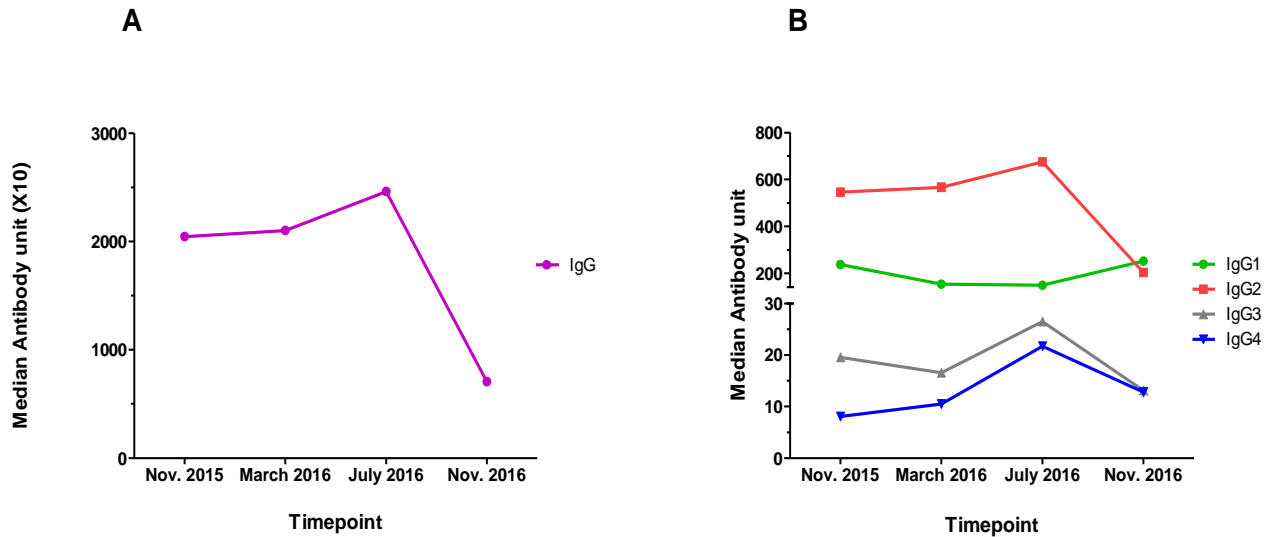 A
Median Antibody unit (X10)
3000
2000
1000
0
Nov. 2015 March 2016 July 2016 Nov. 2016
Timepoint
IgG
B
Median Antibody unit
800
600
400
200
30
20
10
0
Nov. 2015 March 2016 July 2016 Nov. 2016
Timepoint
IgG1
IgG2
IgG3
IgG4